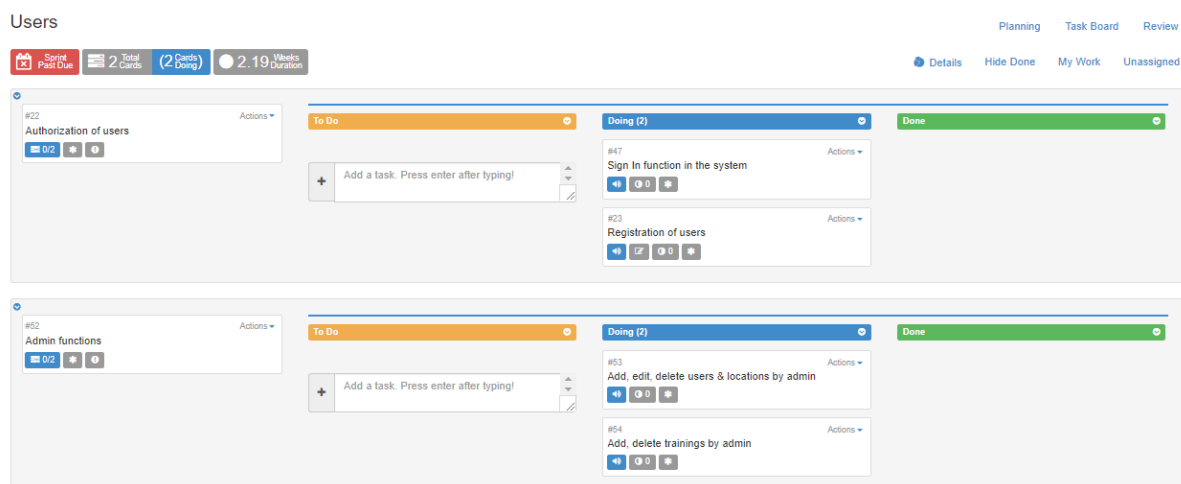 Users
Planning Task Board Review
Sprint Past Due 2 Total Cards (2 Cards Doing) 2.19 Weeks Duration
Details Hide Done My Work Unassigned
#22 Actions
Authorization of users
0/2
To Do
Doing (2)
Done
Add a task. Press enter after typing!
#47 Actions
Sign In function in the system
0
#23 Actions
Registration of users
0
#52 Actions
Admin functions
0/2
To Do
Doing (2)
Done
Add a task. Press enter after typing!
#53 Actions
Add, edit, delete users & locations by admin
0
#54 Actions
Add, delete trainings by admin
0